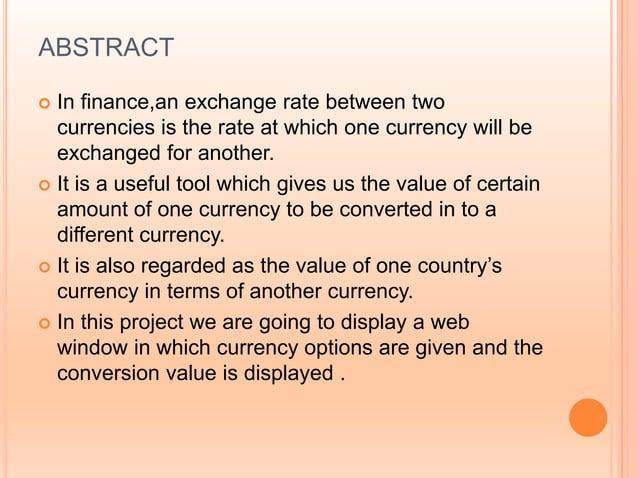 ABSTRACT
In finance,an exchange rate between two
currencies is the rate at which one currency will be
exchanged for another.
It is a useful tool which gives us the value of certain
amount of one currency to be converted in to a
different currency.
It is also regarded as the value of one country’s
currency in terms of another currency.
In this project we are going to display a web
window in which currency options are given and the
conversion value is displayed .